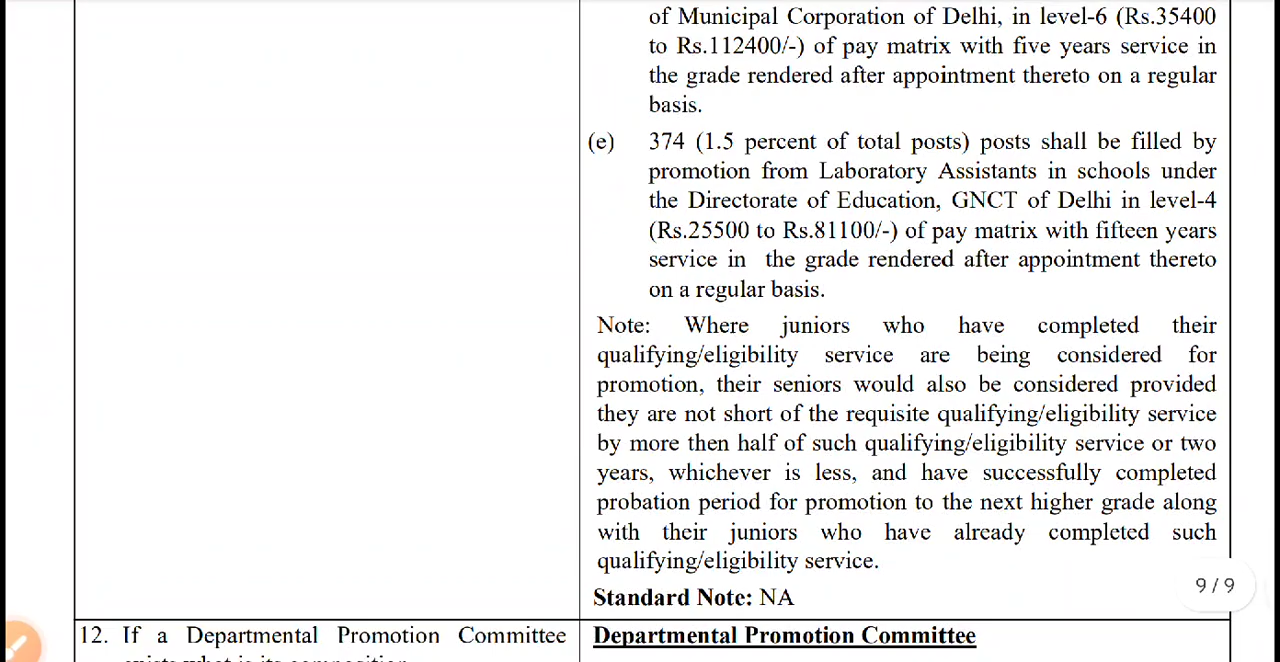 of Municipal Corporation of Delhi, in level-6 (Rs.35400
to Rs.112400/-) of pay matrix with five years service in
the grade rendered after appointment thereto on a regular
basis.
(e) 374 (1.5 percent of total posts) posts shall be filled by
promotion from Laboratory Assistants in schools under
the Directorate of Education, GNCT of Delhi in level-4
(Rs.25500 to Rs.81100/-) of pay matrix with fifteen years
service in the grade rendered after appointment thereto
on a regular basis.
Note: Where juniors who have completed their
qualifying/eligibility service are being considered for
promotion, their seniors would also be considered provided
they are not short of the requisite qualifying/eligibility service
by more then half of such qualifying/eligibility service or two
years, whichever is less, and have successfully completed
probation period for promotion to the next higher grade along
with their juniors who have already completed such
qualifying/eligibility service.
9 / 9
Standard Note: NA
12. If a Departmental Promotion Committee
Departmental Promotion Committee